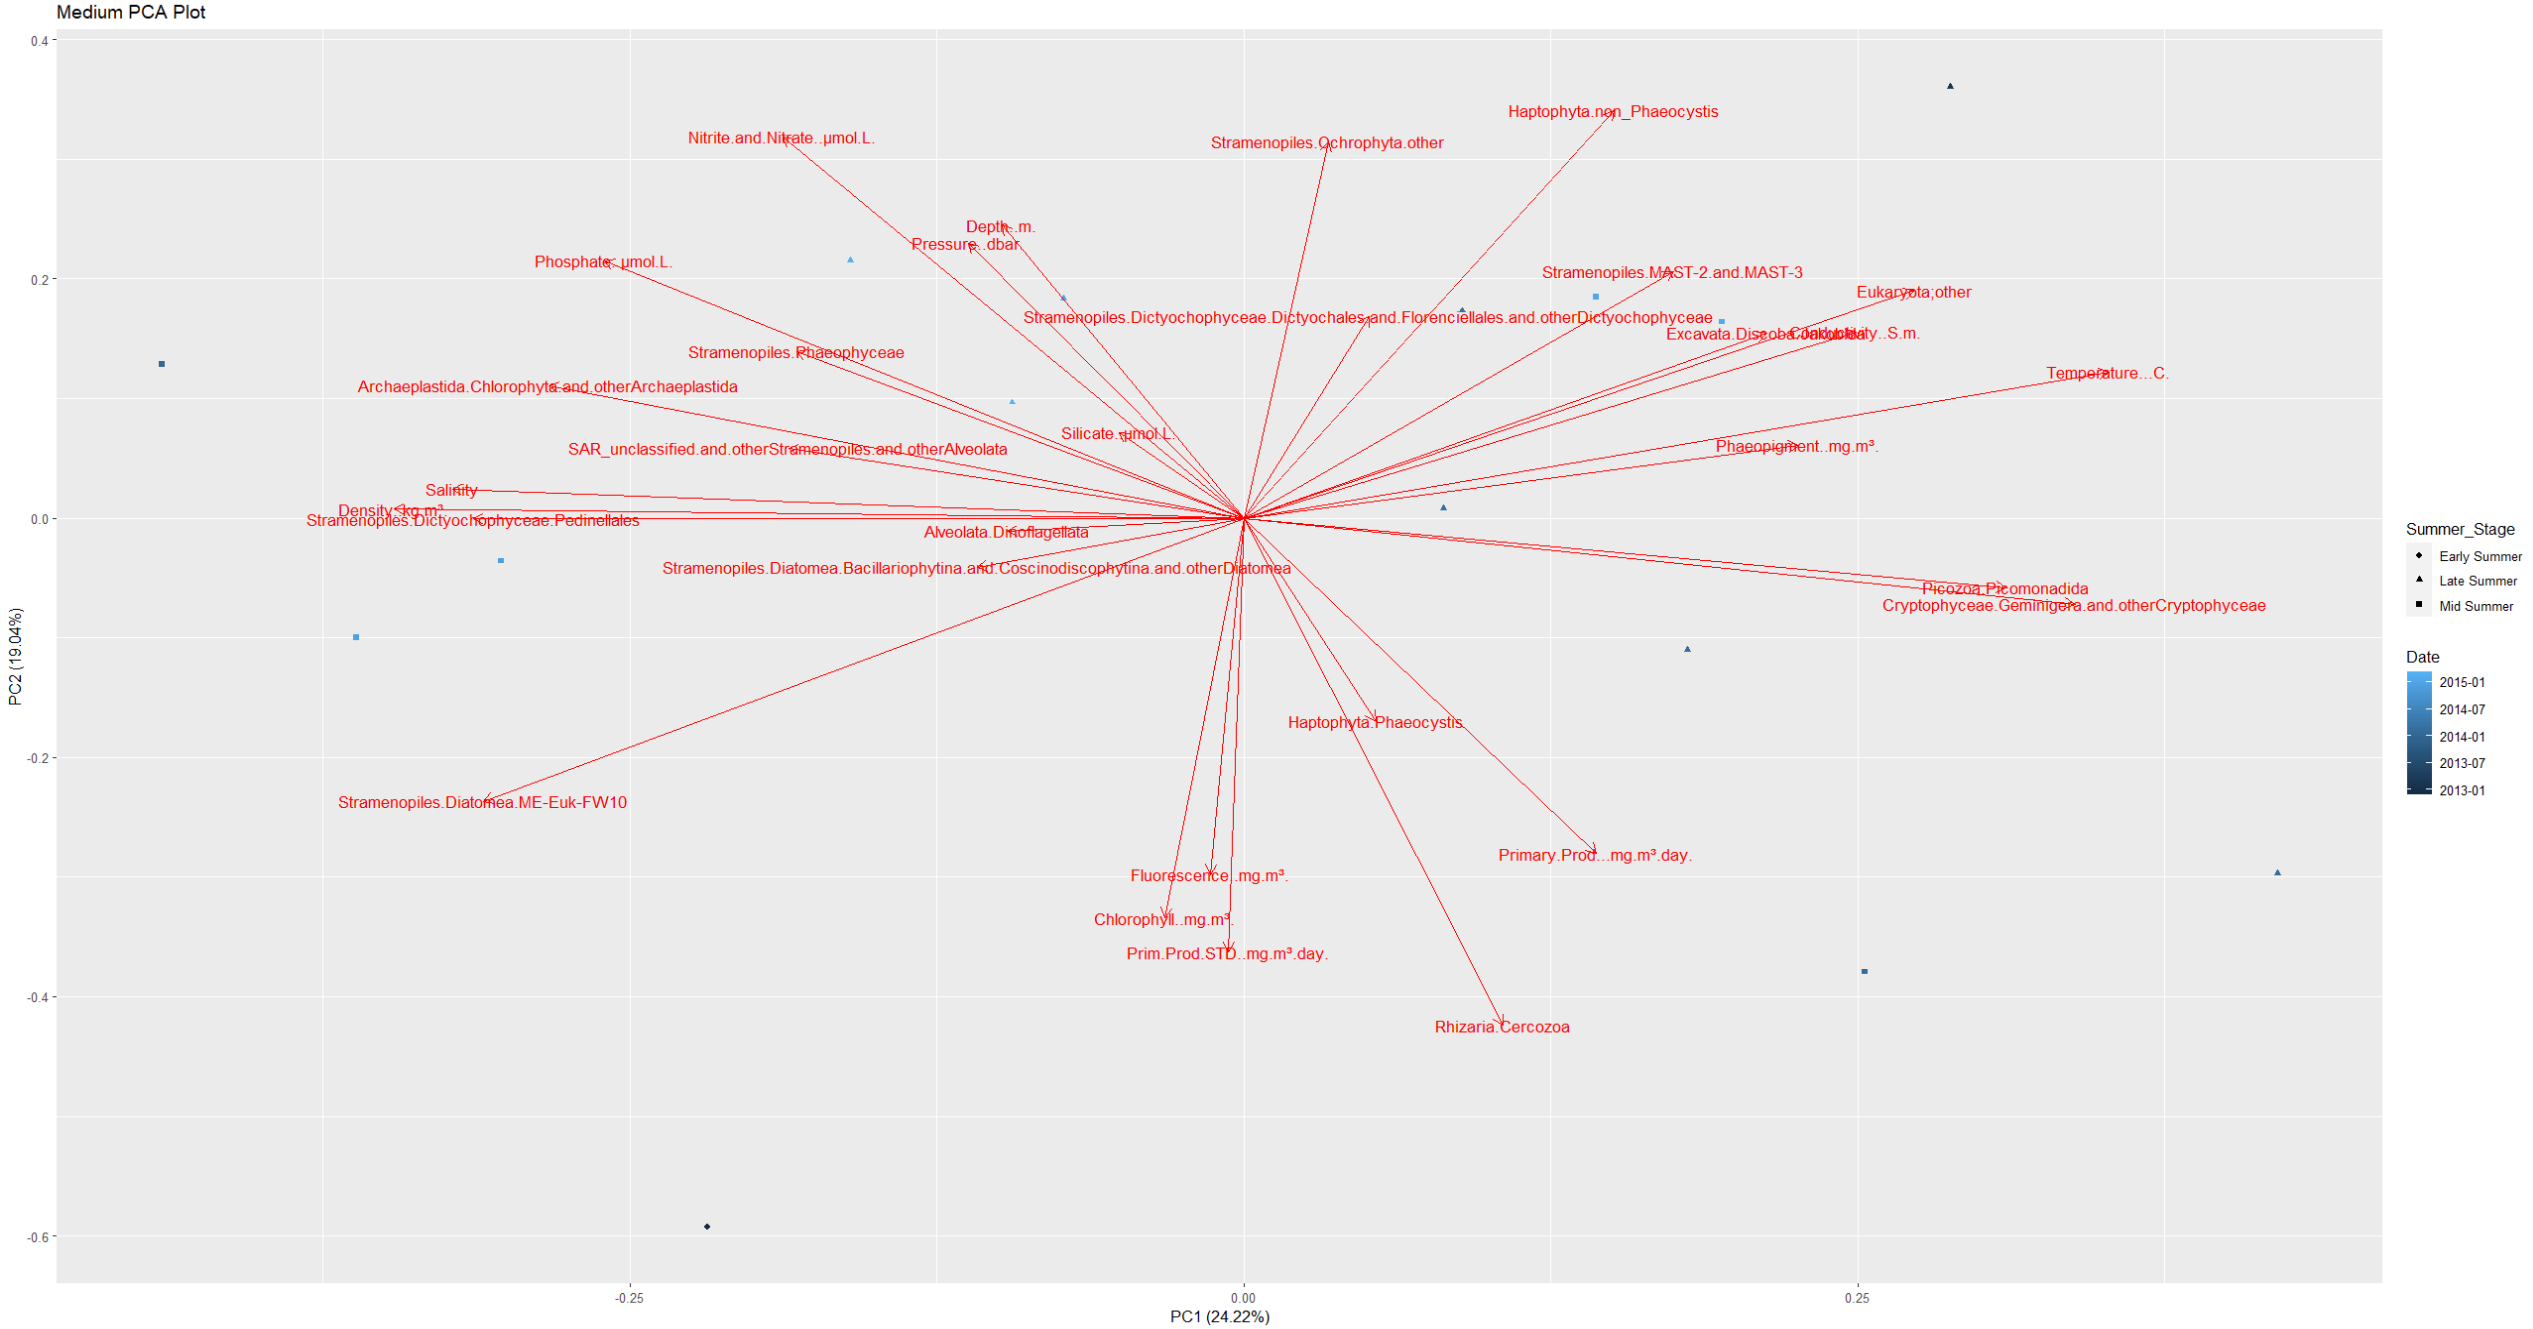 Medium PCA Plot
0.4
Haptophyta.non_Phaeocystis
Nitrite.and.Nitrate..µmol.L.
Stramenopiles.Ochrophyta.other
Depth..m.
Pressure..dbar.
Phosphate..µmol.L.
Stramenopiles.MAST-2.and.MAST-3
0.2
Eukaryota;other
Stramenopiles.Dictyochophyceae.Dictyochales.and.Florenciellales.and.otherDictyochophyceae
Excavata.Discoba.Jakobida
Conductivity..S.m.
Stramenopiles.Phaeophyceae
Temperature...C.
Archaeplastida.Chlorophyta.and.otherArchaeplastida
Silicate..µmol.L.
Phaeopigment..mg.m³.
SAR_unclassified.and.otherStramenopiles.and.otherAlveolata
Salinity
Density..kg.m³.
0.0
Stramenopiles.Dictyochophyceae.Pedinellales
Alveolata.Dinoflagellata
Stramenopiles.Diatomea.Bacillariophytina.and.Coscinodiscophytina.and.otherDiatomea
Picozoa.Picomonadida
Cryptophyceae.Geminigera.and.otherCryptophyceae
Haptophyta.Phaeocystis
-0.2
Stramenopiles.Diatomea.ME-Euk-FW10
Primary.Prod...mg.m³.day.
Fluorescence..mg.m³.
Chlorophyll..mg.m³.
Prim.Prod.STD..mg.m³.day.
-0.4
Rhizaria.Cercozoa
-0.6
PC2 (19.04%)
-0.25
0.00
0.25
PC1 (24.22%)
Summer_Stage
Early Summer
Late Summer
Mid Summer
Date
2015-01
2014-07
2014-01
2013-07
2013-01